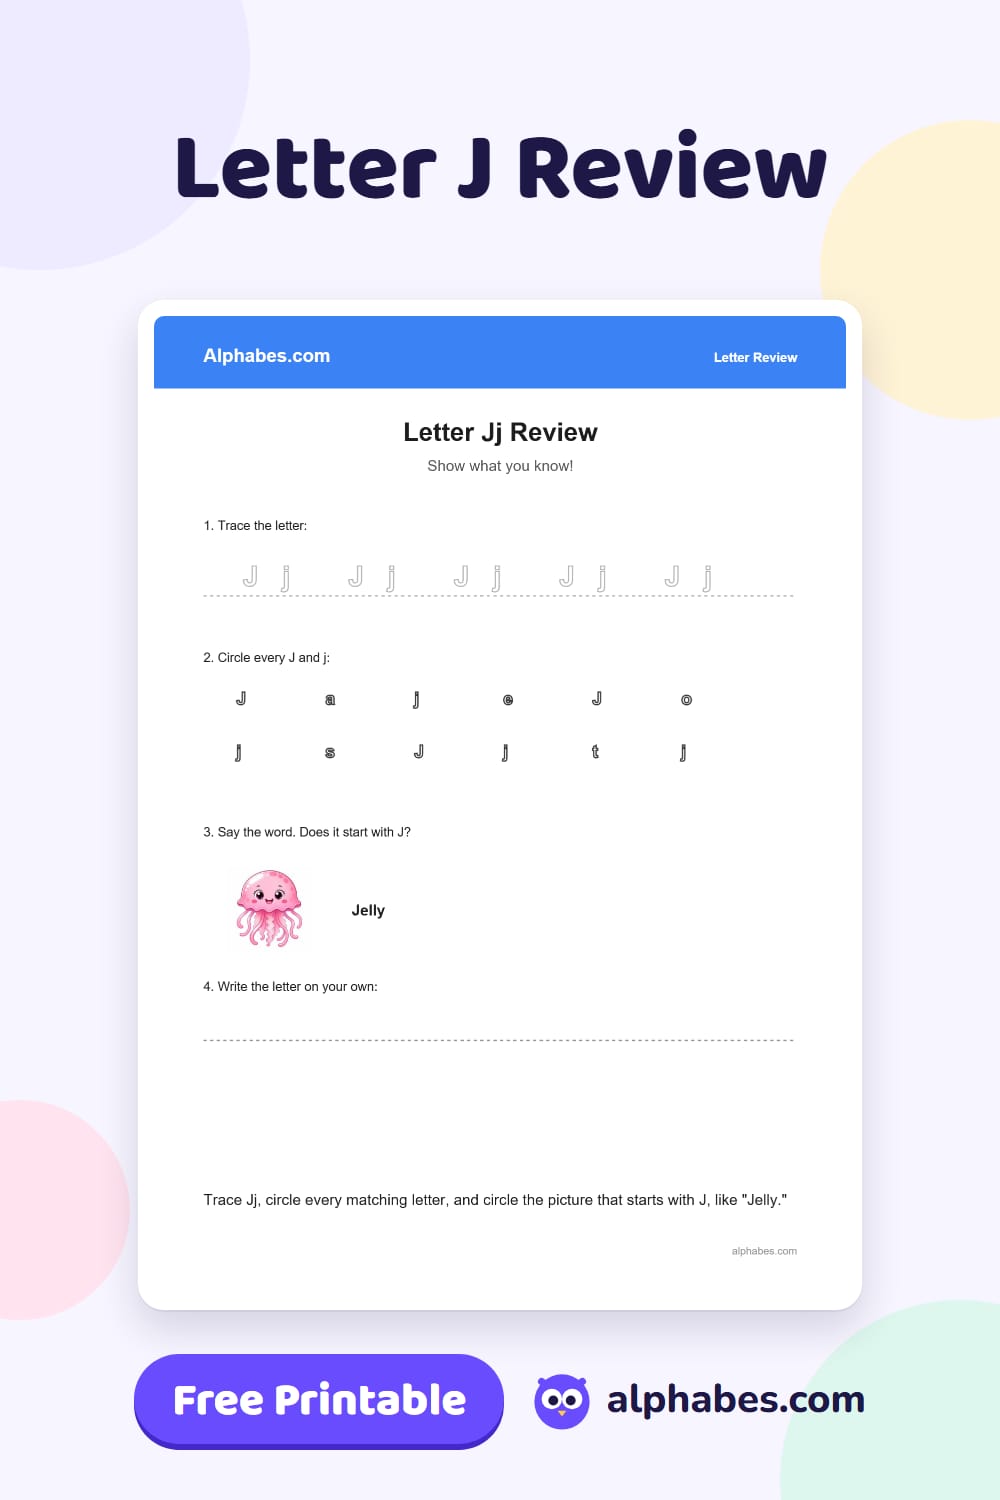 Letter J Review
Alphabes.com
Letter Review
Letter Jj Review
Show what you know!
1. Trace the letter:
J j J j J j J j J j
2. Circle every J and j:
J a j e J o
j s J j t j
3. Say the word. Does it start with J?
Jelly
4. Write the letter on your own:
Trace Jj, circle every matching letter, and circle the picture that starts with J, like "Jelly."
alphabes.com
Free Printable
alphabes.com